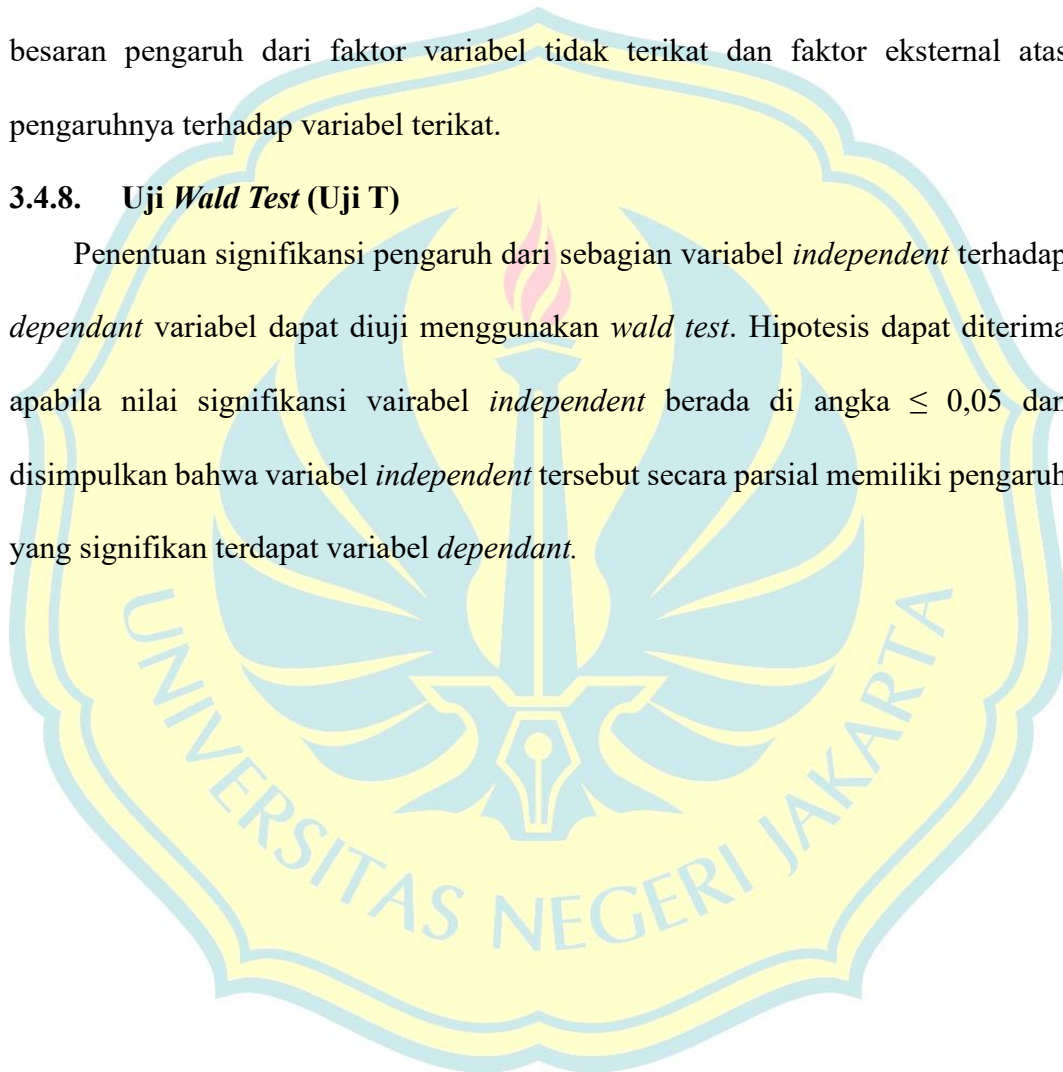 besaran pengaruh dari faktor variabel tidak terikat dan faktor eksternal atas
pengaruhnya terhadap variabel terikat.
3.4.8. Uji Wald Test (Uji T)
Penentuan signifikansi pengaruh dari sebagian variabel independent terhadap
dependant variabel dapat diuji menggunakan wald test. Hipotesis dapat diterima
apabila nilai signifikansi vairabel independent berada di angka ≤ 0,05 dan
disimpulkan bahwa variabel independent tersebut secara parsial memiliki pengaruh
yang signifikan terdapat variabel dependant.
UNIVERSITAS NEGERI JAKARTA